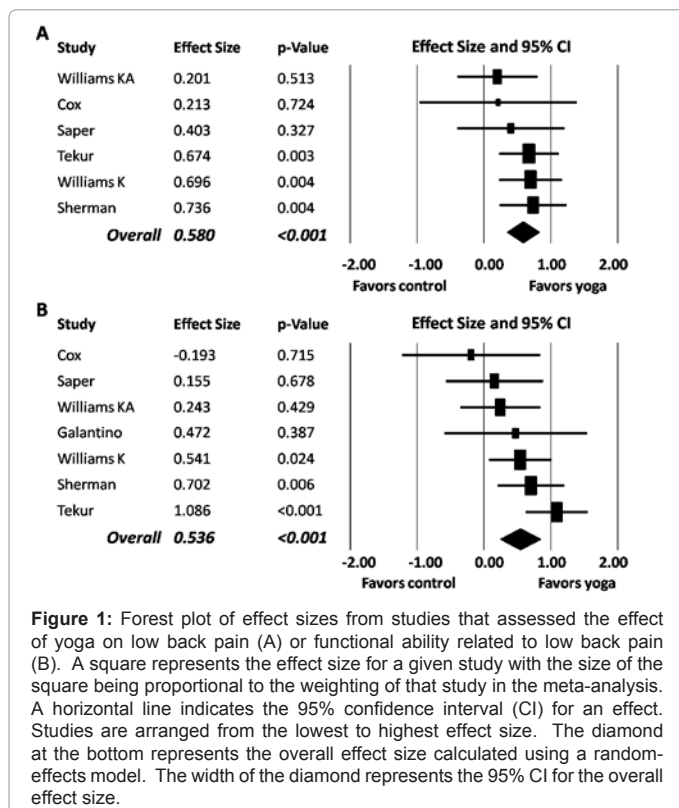 A
Study Effect Size p-Value Effect Size and 95% CI
Williams KA 0.201 0.513
Cox 0.213 0.724
Saper 0.403 0.327
Tekur 0.674 0.003
Williams K 0.696 0.004
Sherman 0.736 0.004
Overall 0.580 <0.001
-2.00 -1.00 0.00 1.00 2.00
Favors control Favors yoga
B
Study Effect Size p-Value Effect Size and 95% CI
Cox -0.193 0.715
Saper 0.155 0.678
Williams KA 0.243 0.429
Galantino 0.472 0.387
Williams K 0.541 0.024
Sherman 0.702 0.006
Tekur 1.086 <0.001
Overall 0.536 <0.001
-2.00 -1.00 0.00 1.00 2.00
Favors control Favors yoga
Figure 1: Forest plot of effect sizes from studies that assessed the effect
of yoga on low back pain (A) or functional ability related to low back pain
(B). A square represents the effect size for a given study with the size of the
square being proportional to the weighting of that study in the meta-analysis.
A horizontal line indicates the 95% confidence interval (CI) for an effect.
Studies are arranged from the lowest to highest effect size. The diamond
at the bottom represents the overall effect size calculated using a random-
effects model. The width of the diamond represents the 95% CI for the overall
effect size.